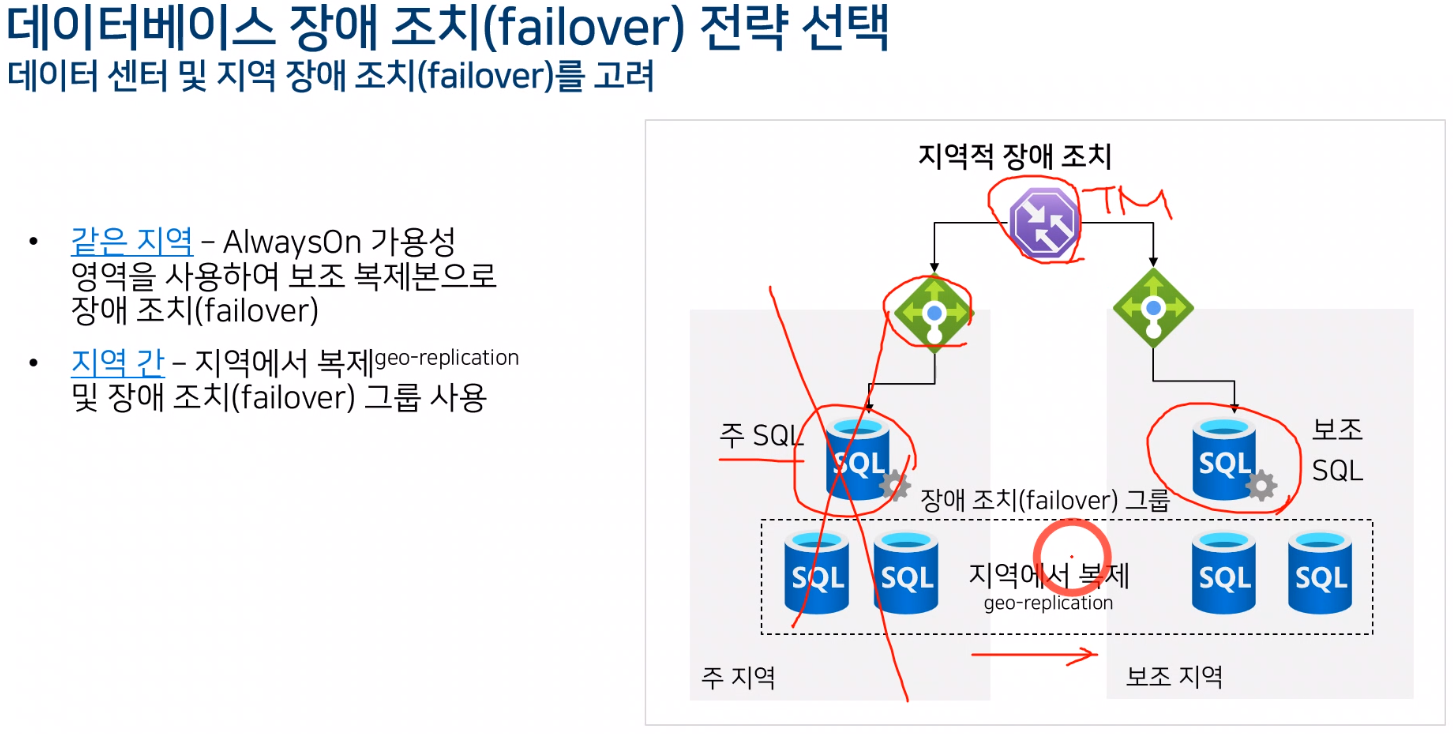 데이터베이스 장애 조치(failover) 전략 선택
데이터 센터 및 지역 장애 조치(failover)를 고려
• 같은 지역 – AlwaysOn 가용성
영역을 사용하여 보조 복제본으로
장애 조치(failover)
• 지역 간 – 지역에서 복제geo-replication
및 장애 조치(failover) 그룹 사용
지역적 장애 조치
TM
주 SQL
SQL
SQL
보조
SQL
장애 조치(failover) 그룹
SQL
SQL
지역에서 복제
geo-replication
SQL
SQL
주 지역
보조 지역